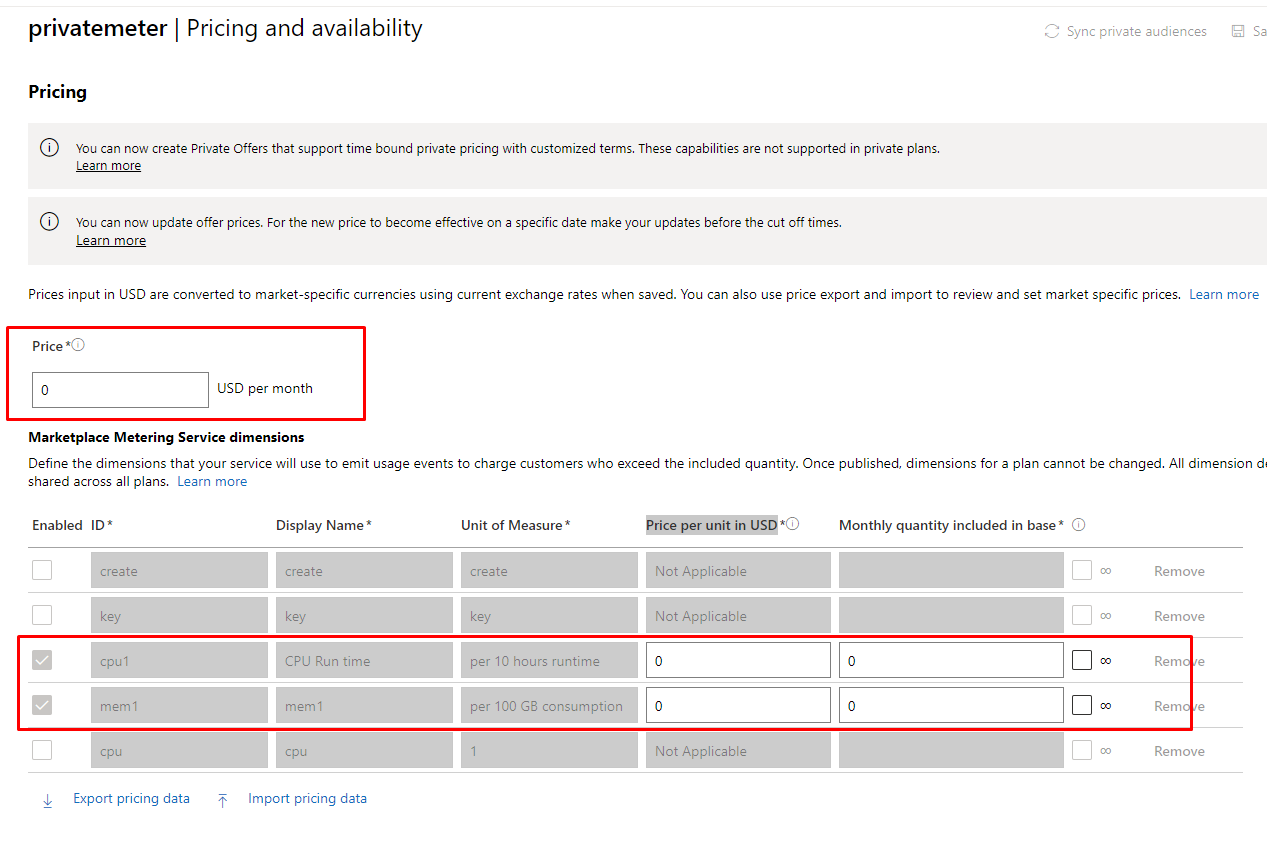 privatemeter | Pricing and availability
Sync private audiences
Sa
Pricing
You can now create Private Offers that support time bound private pricing with customized terms. These capabilities are not supported in private plans.
Learn more
You can now update offer prices. For the new price to become effective on a specific date make your updates before the cut off times.
Learn more
Prices input in USD are converted to market-specific currencies using current exchange rates when saved. You can also use price export and import to review and set market specific prices. Learn more
Price *
0 USD per month
Marketplace Metering Service dimensions
Define the dimensions that your service will use to emit usage events to charge customers who exceed the included quantity. Once published, dimensions for a plan cannot be changed. All dimension de
shared across all plans. Learn more
Enabled ID * Display Name * Unit of Measure * Price per unit in USD * Monthly quantity included in base *
create create create Not Applicable ∞ Remove
key key key Not Applicable ∞ Remove
cpu1 CPU Run time per 10 hours runtime 0 0 ∞ Remove
mem1 mem1 per 100 GB consumption 0 0 ∞ Remove
cpu cpu 1 Not Applicable ∞ Remove
Export pricing data Import pricing data